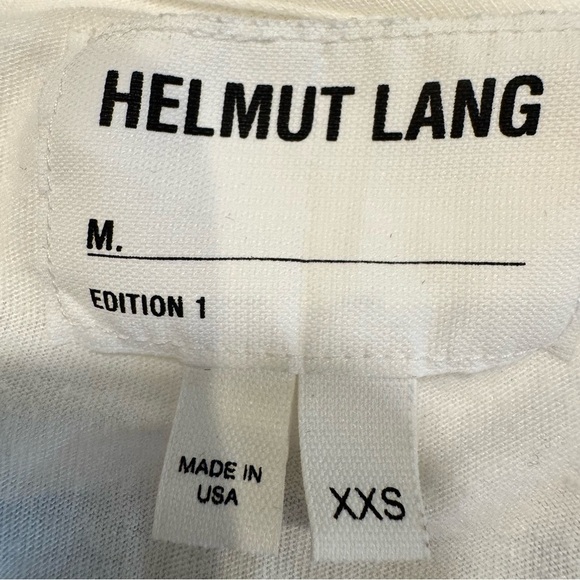 HELMUT LANG
M.
EDITION 1
MADE IN
USA
XXS